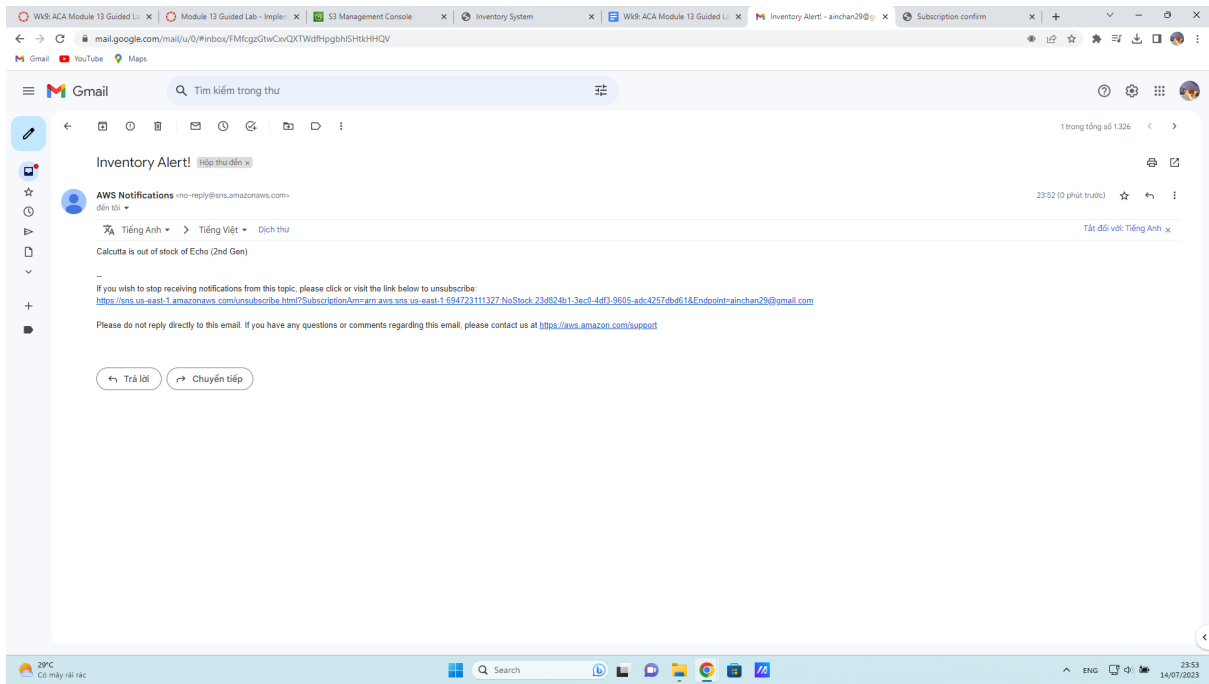 Wk9: ACA Module 13 Guided La
Module 13 Guided Lab - Implem
S3 Management Console
Inventory System
Wk9: ACA Module 13 Guided La
Inventory Alert! - ainchan29@g
Subscription confirm
mail.google.com/mail/u/0/#inbox/FMfcgzGtwCxvQXTWdfHpgbhlSHtkHHQV
Gmail
YouTube
Maps
Gmail
Tìm kiếm trong thư
1 trong tổng số 1.326
Inventory Alert!
Hộp thư đến ×
AWS Notifications <no-reply@sns.amazonaws.com>
23:52 (0 phút trước)
đến tôi
Tiếng Anh
Tiếng Việt
Dịch thư
Tắt đối với: Tiếng Anh ×
Calcutta is out of stock of Echo (2nd Gen)
--
If you wish to stop receiving notifications from this topic, please click or visit the link below to unsubscribe:
https://sns.us-east-1.amazonaws.com/unsubscribe.html?SubscriptionArn=arn:aws:sns:us-east-1:694723111327:NoStock:23d824b1-3ec0-4df3-9605-adc4257dbd61&Endpoint=ainchan29@gmail.com
Please do not reply directly to this email. If you have any questions or comments regarding this email, please contact us at https://aws.amazon.com/support
Trả lời
Chuyển tiếp
29°C
Có mây rải rác
Search
ENG
23:53
14/07/2023